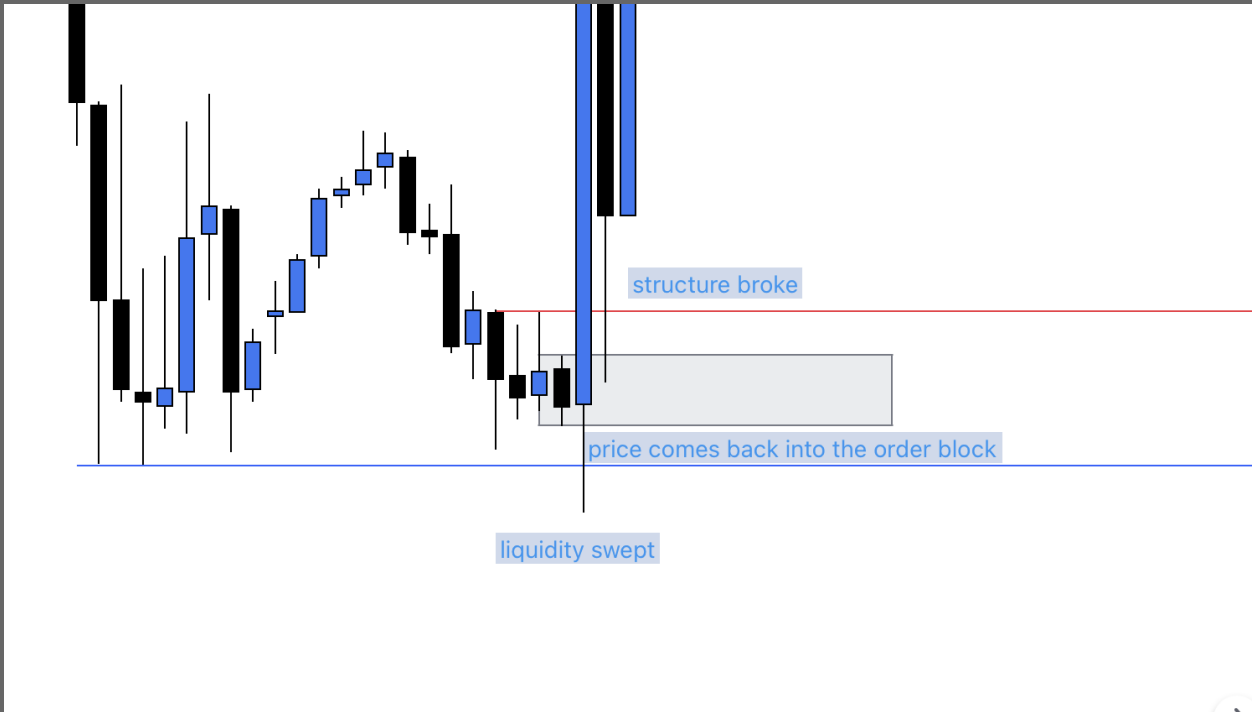 structure broke
price comes back into the order block
liquidity swept